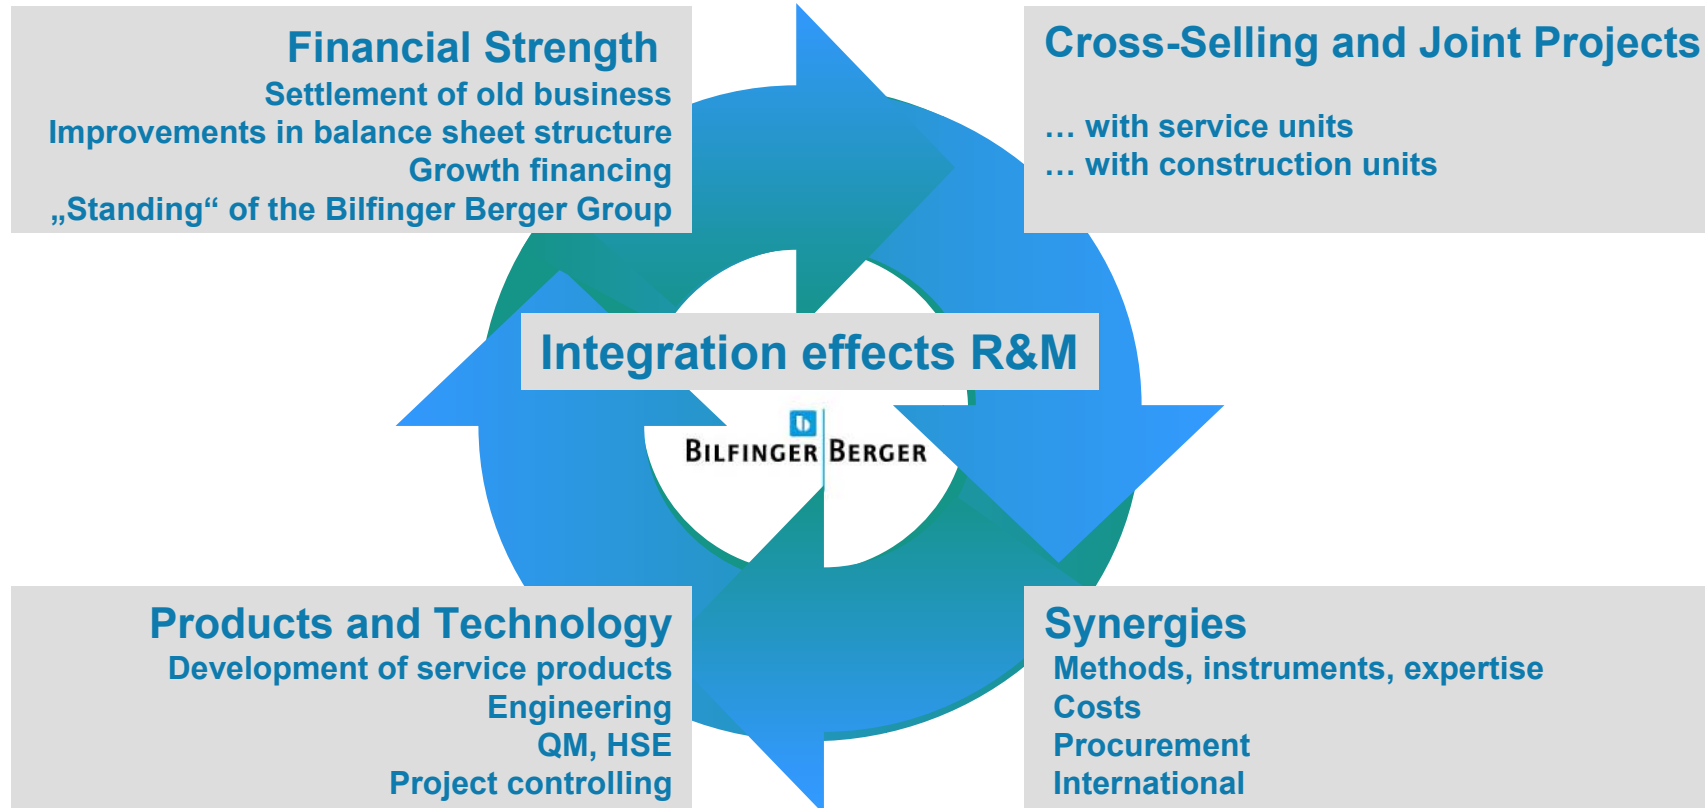 Financial Strength
Settlement of old business
Improvements in balance sheet structure
Growth financing
„Standing“ of the Bilfinger Berger Group
Cross-Selling and Joint Projects
… with service units
… with construction units
Integration effects R&M
BILFINGER BERGER
Products and Technology
Development of service products
Engineering
QM, HSE
Project controlling
Synergies
Methods, instruments, expertise
Costs
Procurement
International